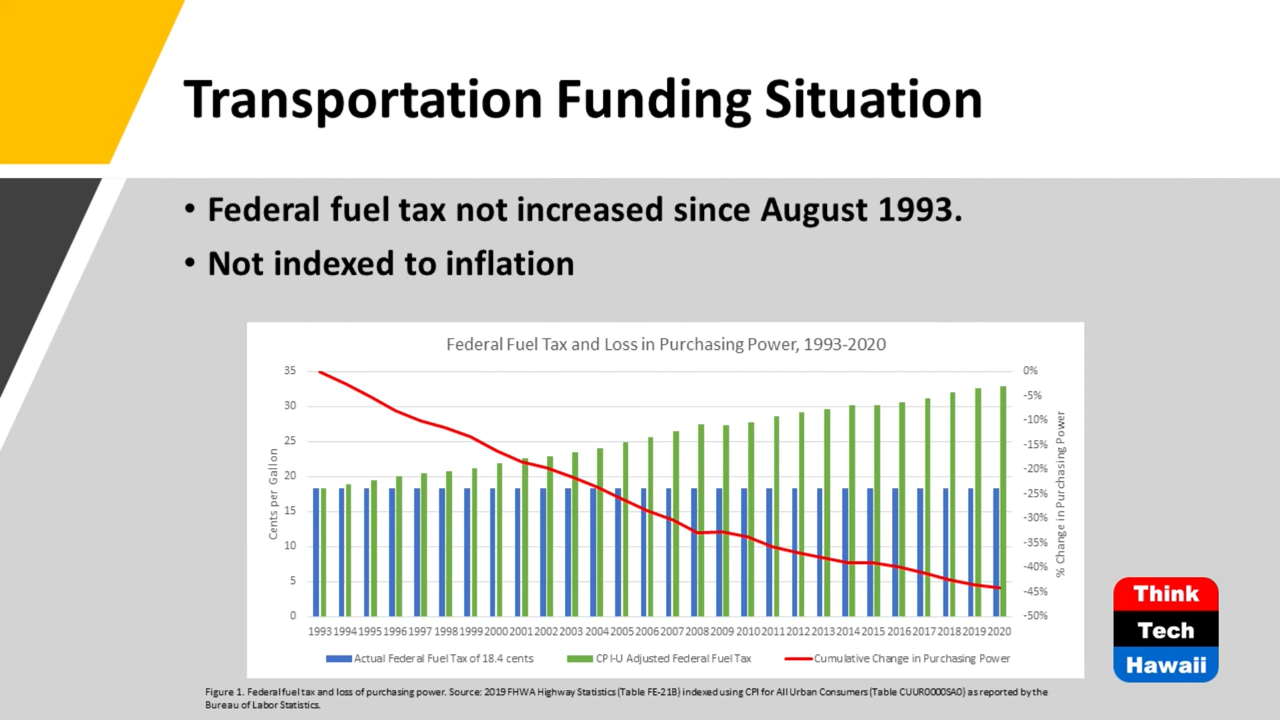 Transportation Funding Situation
• Federal fuel tax not increased since August 1993.
• Not indexed to inflation
Federal Fuel Tax and Loss in Purchasing Power, 1993-2020
Cents per Gallon
35
30
25
20
15
10
5
0
0%
-5%
-10%
-15%
-20%
-25%
-30%
-35%
-40%
-45%
-50%
% Change in Purchasing Power
1993 1994 1995 1996 1997 1998 1999 2000 2001 2002 2003 2004 2005 2006 2007 2008 2009 2010 2011 2012 2013 2014 2015 2016 2017 2018 2019 2020
Actual Federal Fuel Tax of 18.4 cents CPI-U Adjusted Federal Fuel Tax Cumulative Change in Purchasing Power
Think
Tech
Hawaii
Figure 1. Federal fuel tax and loss of purchasing power. Source: 2019 FHWA Highway Statistics (Table FE-21B) indexed using CPI for All Urban Consumers (Table CUUR0000SA0) as reported by the
Bureau of Labor Statistics.